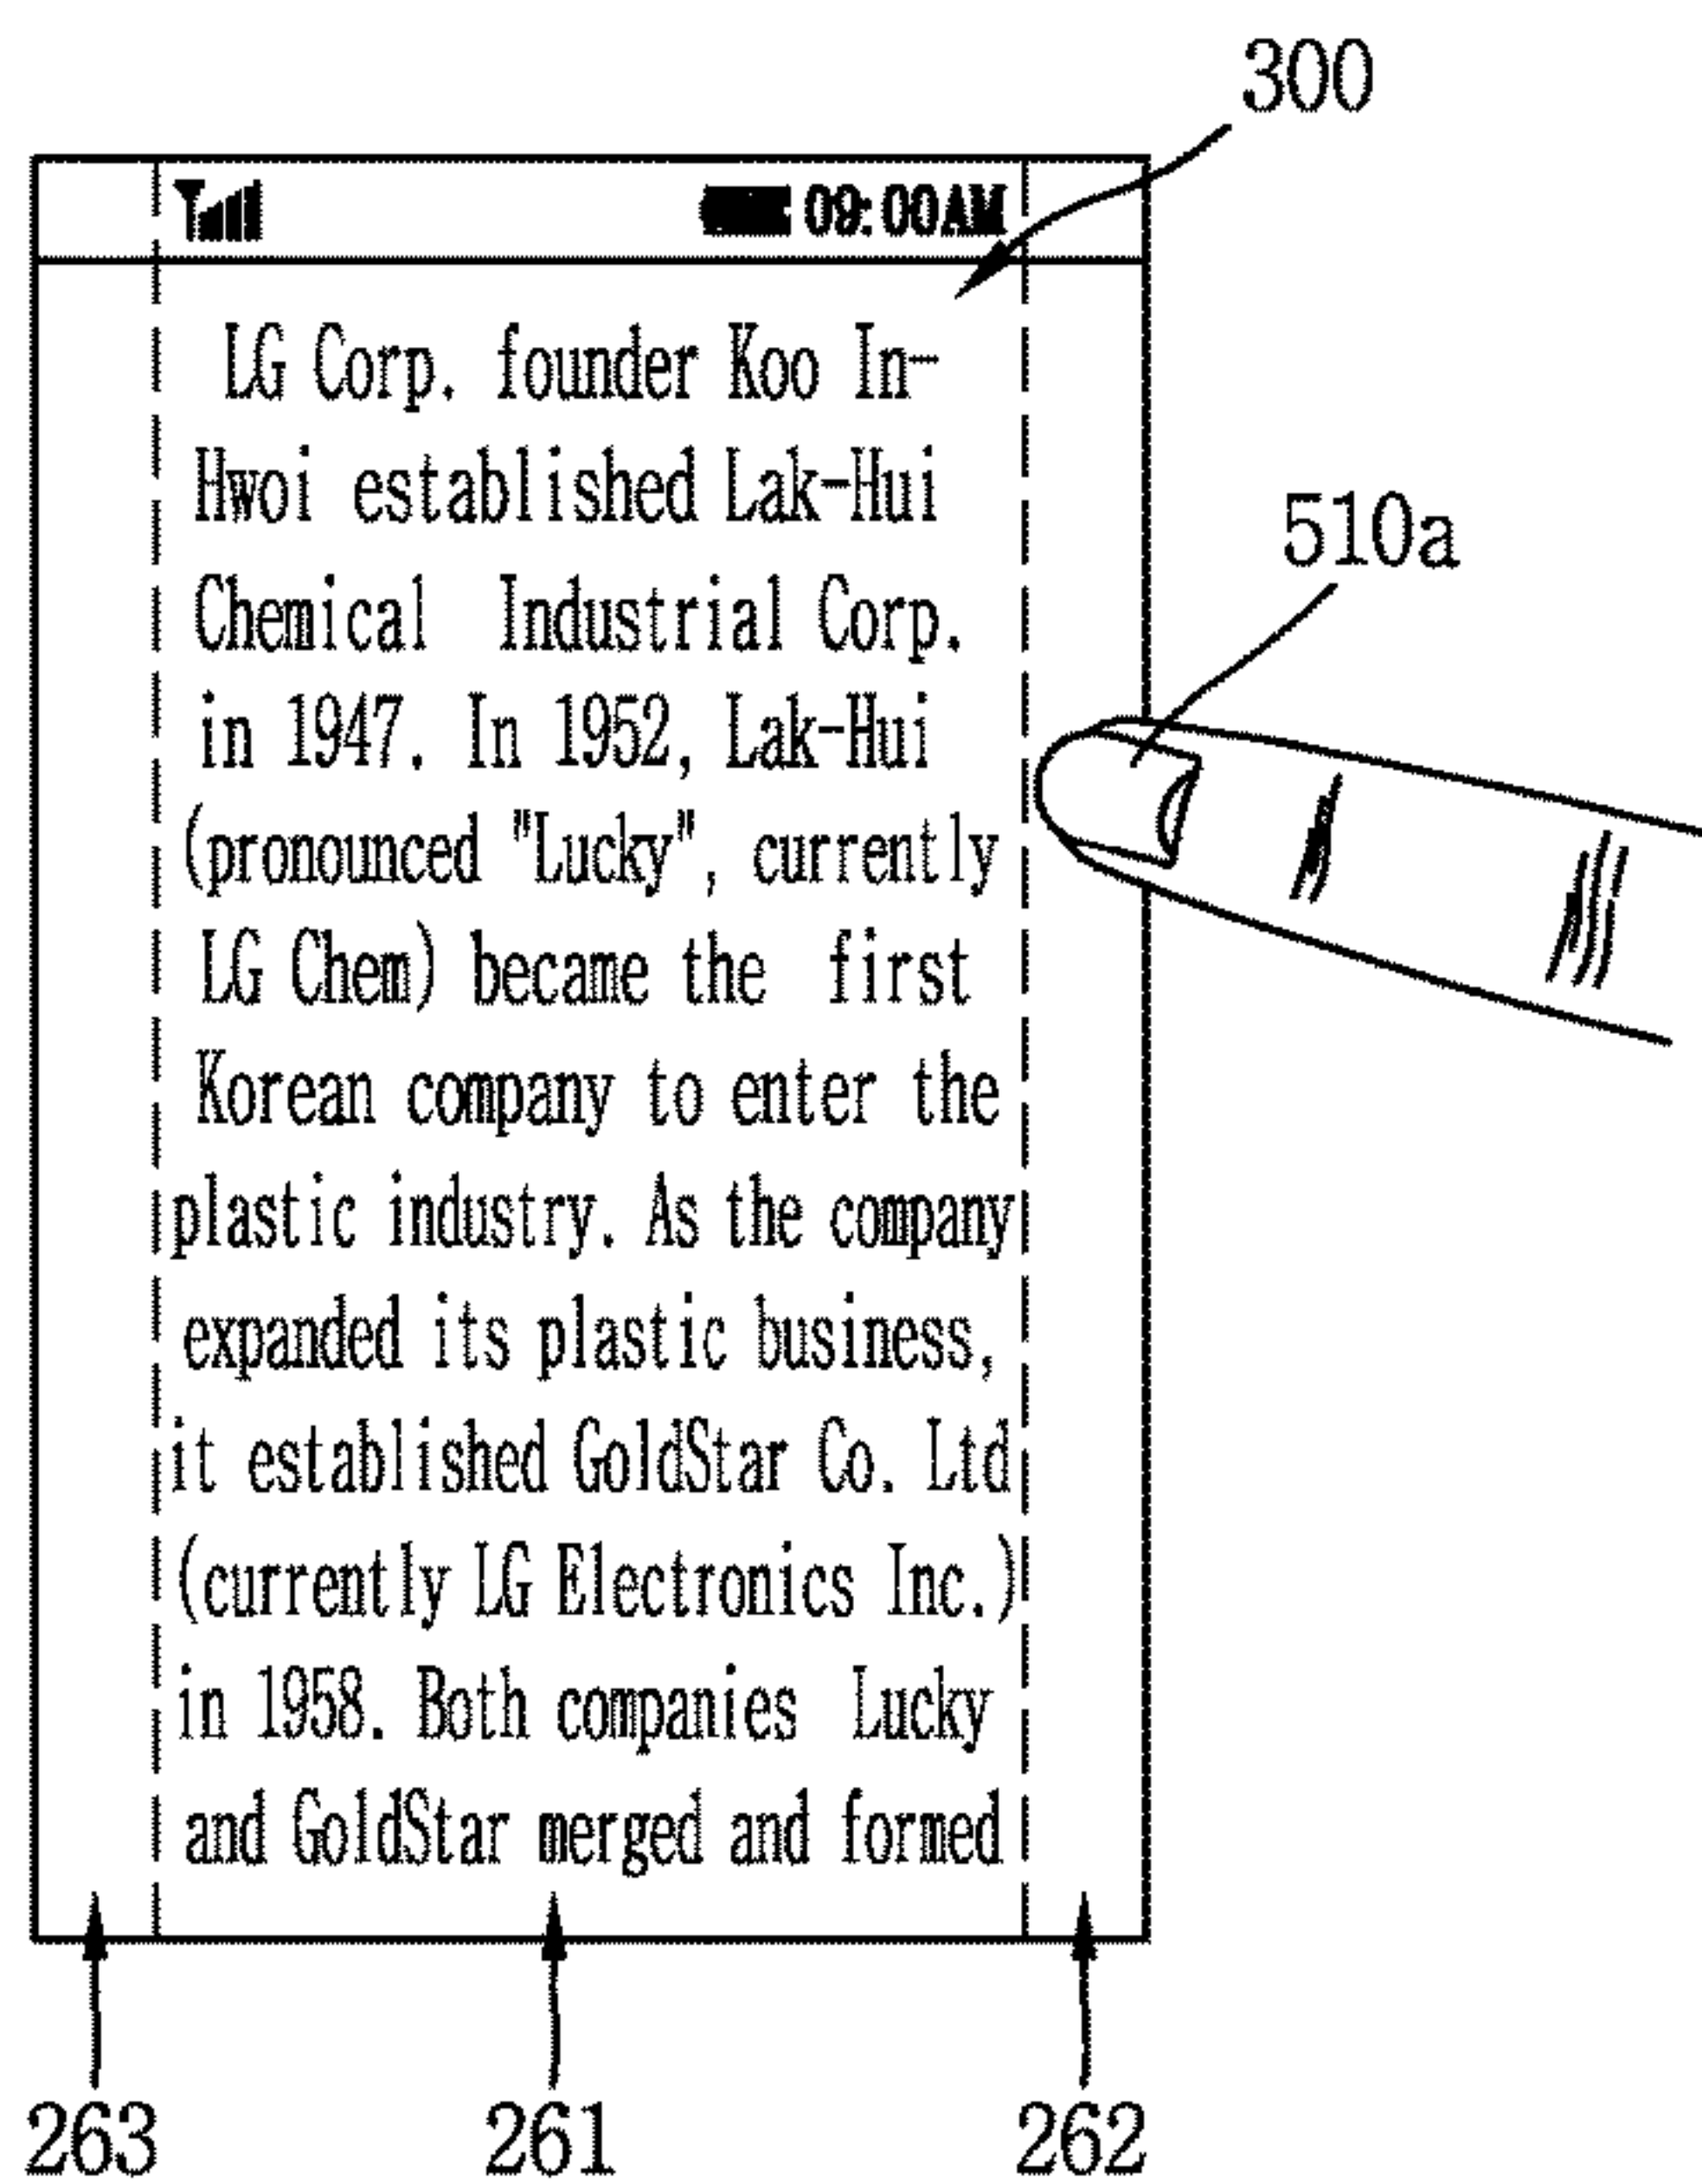 300
09:00AM
LG Corp. founder Koo In-
Hwoi established Lak-Hui
Chemical Industrial Corp.
in 1947. In 1952, Lak-Hui
(pronounced "Lucky", currently
LG Chem) became the first
Korean company to enter the
plastic industry. As the company
expanded its plastic business,
it established GoldStar Co. Ltd
(currently LG Electronics Inc.)
in 1958. Both companies Lucky
and GoldStar merged and formed
510a
263 261 262